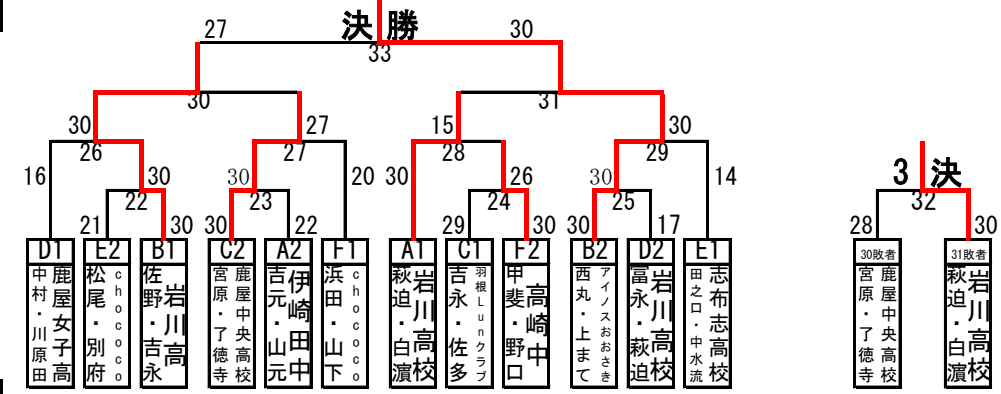 決勝
27 30
33
30 31
30 27 15 30
26 27 28 29
16 30 30 20 30 26 30 14
22 23 24 25
21 30 30 22 29 30 30 17
D1 E2 B1 C2 A2 F1 A1 C1 F2 B2 D2 E1
鹿屋女子高
中村・川原田
chococo
松尾・別府
岩川高
佐野・吉永
鹿屋中央高校
宮原・了徳寺
伊崎田中
吉元・山元
chococo
浜田・山下
岩川高校
萩迫・白濵
羽根Lunクラブ
吉永・佐多
高崎中
甲斐・野口
アイノスおおさき
西丸・上まて
岩川高校
冨永・萩迫
志布志高校
田之口・中水流
3決
32
28 30
30敗者 31敗者
鹿屋中央高校
宮原・了徳寺
岩川高校
萩迫・白濵